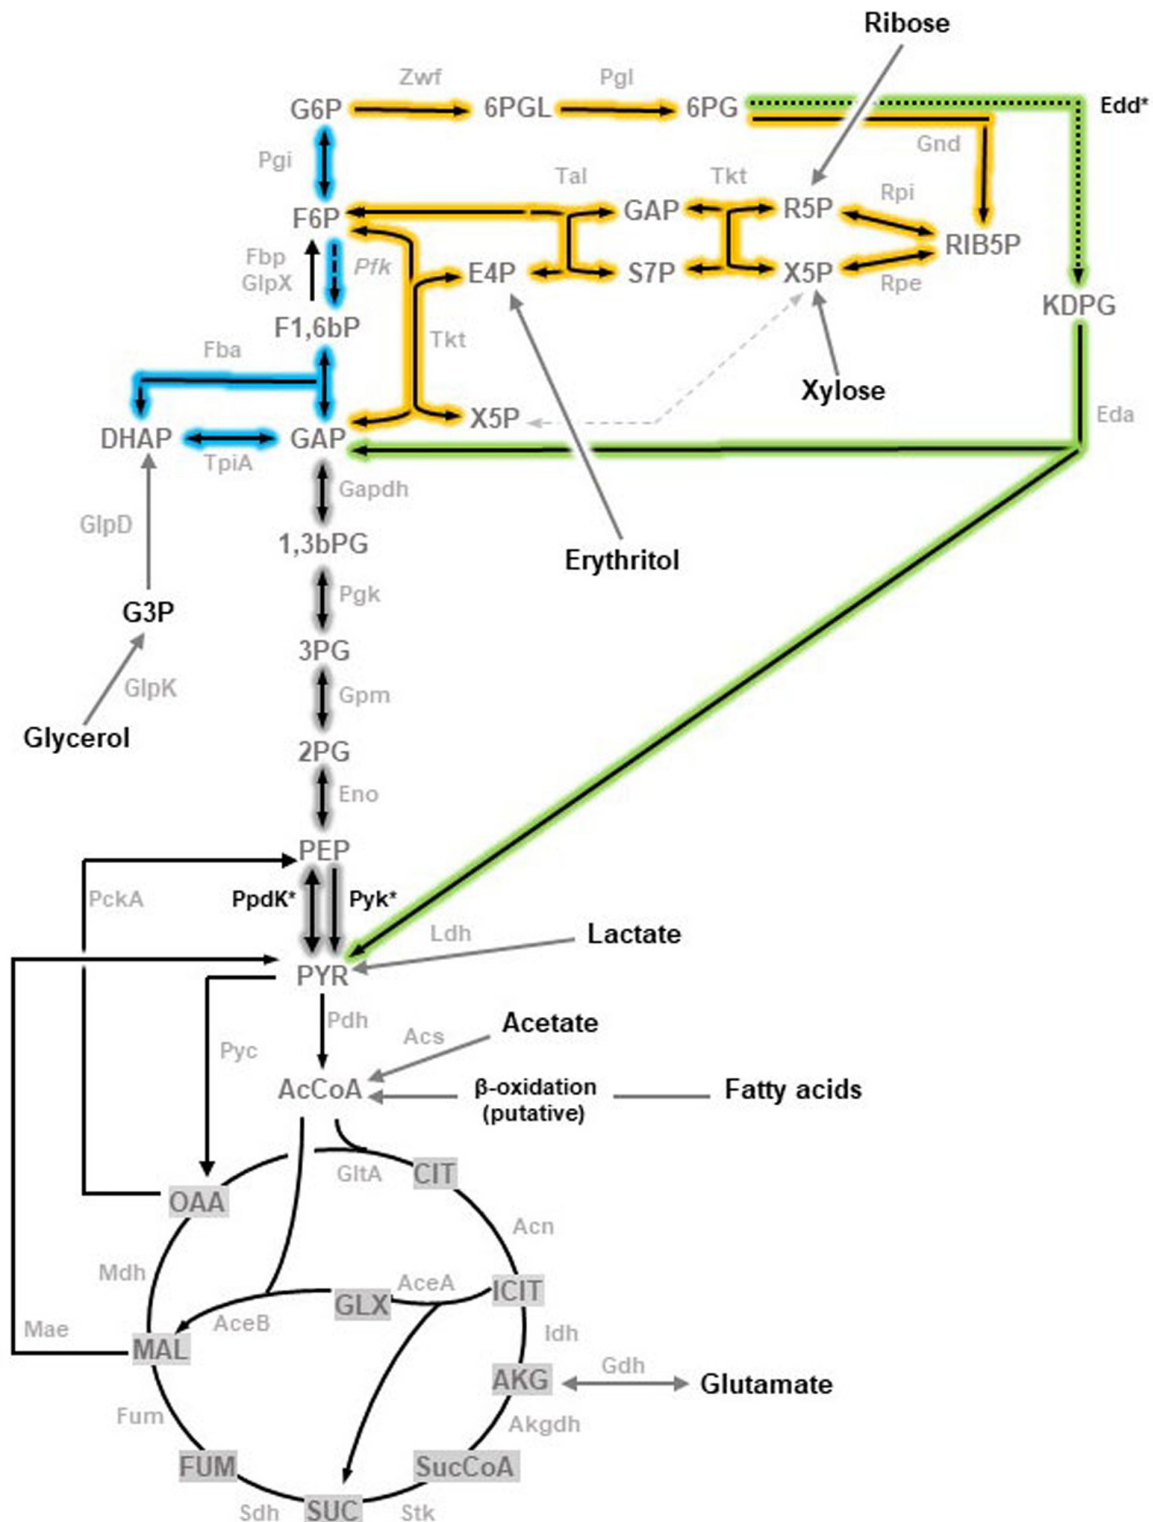 Ribose
Zwf
Pgl
G6P
6PGL
6PG
Edd*
Gnd
Pgi
Tal
Tkt
Rpi
F6P
GAP
R5P
RIB5P
Fbp
GlpX
Pfk
E4P
S7P
X5P
Rpe
KDPG
F1,6bP
Fba
Tkt
Xylose
X5P
Eda
DHAP
GAP
TpiA
Gapdh
GlpD
1,3bPG
Erythritol
Pgk
G3P
3PG
GlpK
Gpm
Glycerol
2PG
Eno
PEP
PckA
PpdK*
Pyk*
Ldh
Lactate
PYR
Pdh
Acetate
Pyc
Acs
AcCoA
β-oxidation
(putative)
Fatty acids
GltA
CIT
OAA
Acn
Mdh
AceA
ICIT
GLX
AceB
Mae
Idh
MAL
Gdh
AKG
Glutamate
Fum
Akgdh
FUM
SucCoA
Sdh
SUC
Stk